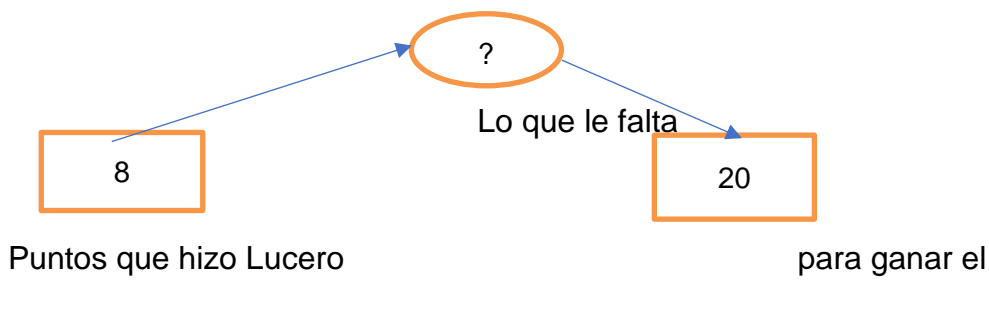 ?
Lo que le falta
8
20
Puntos que hizo Lucero
para ganar el